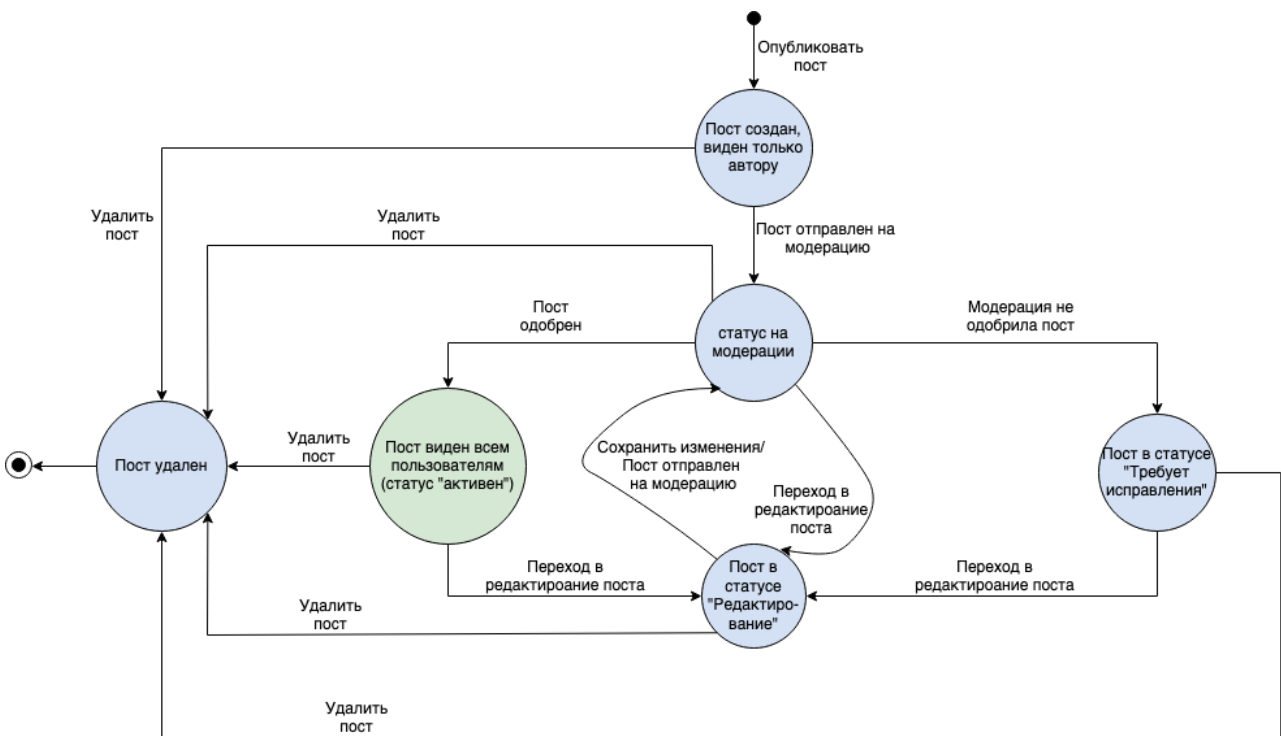 Опубликовать
пост
Пост создан,
виден только
автору
Удалить
пост
Удалить
пост
Пост отправлен на
модерацию
Пост
одобрен
статус на
модерации
Модерация не
одобрила пост
Пост удален
Удалить
пост
Пост виден всем
пользователям
(статус "активен")
Сохранить изменения/
Пост отправлен
на модерацию
Переход в
редактироание
поста
Пост в статусе
"Требует
исправления"
Переход в
редактироание поста
Пост в
статусе
"Редактиро-
вание"
Переход в
редактироание поста
Удалить
пост
Удалить
пост